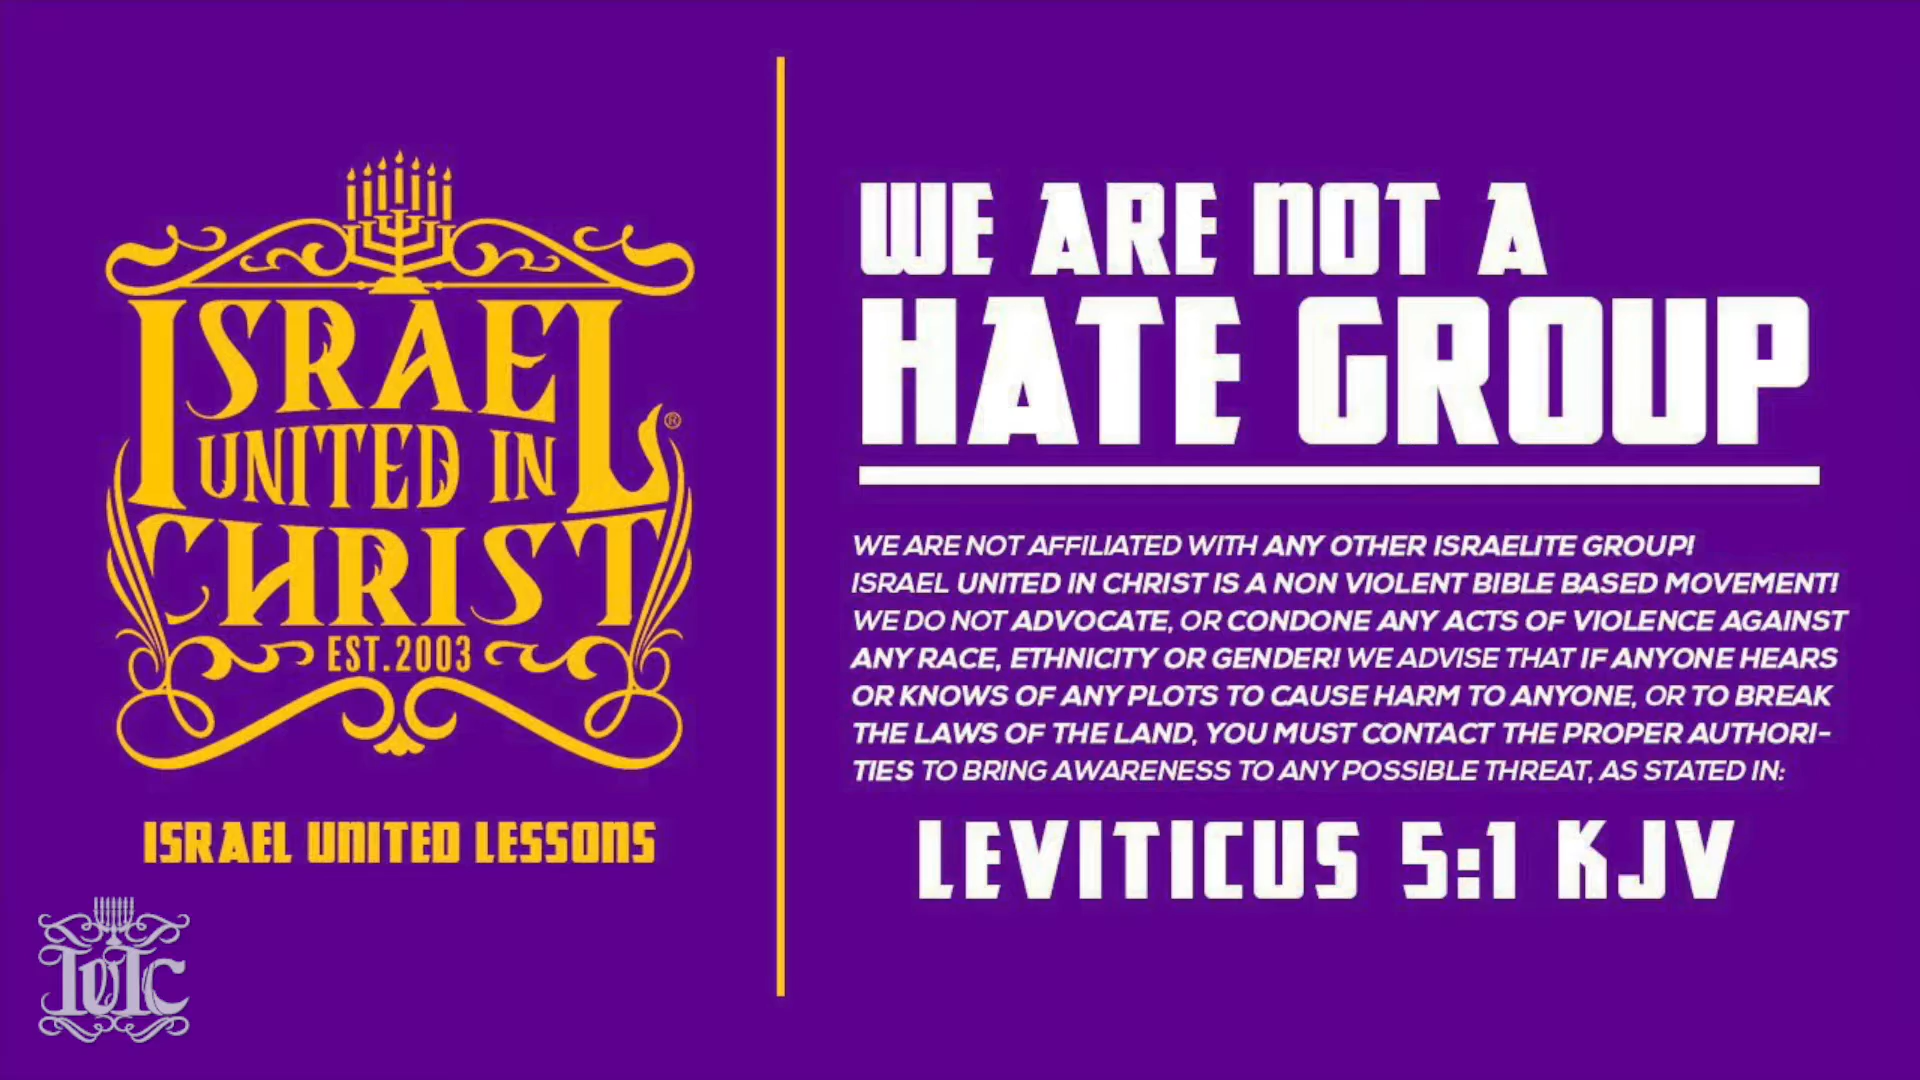 ISRAEL
UNITED IN
CHRIST
®
EST.2003
ISRAEL UNITED LESSONS
IUIC
WE ARE NOT A
HATE GROUP
WE ARE NOT AFFILIATED WITH ANY OTHER ISRAELITE GROUP!
ISRAEL UNITED IN CHRIST IS A NON VIOLENT BIBLE BASED MOVEMENT!
WE DO NOT ADVOCATE, OR CONDONE ANY ACTS OF VIOLENCE AGAINST
ANY RACE, ETHNICITY OR GENDER! WE ADVISE THAT IF ANYONE HEARS
OR KNOWS OF ANY PLOTS TO CAUSE HARM TO ANYONE, OR TO BREAK
THE LAWS OF THE LAND, YOU MUST CONTACT THE PROPER AUTHORI-
TIES TO BRING AWARENESS TO ANY POSSIBLE THREAT, AS STATED IN:
LEVITICUS 5:1 KJV